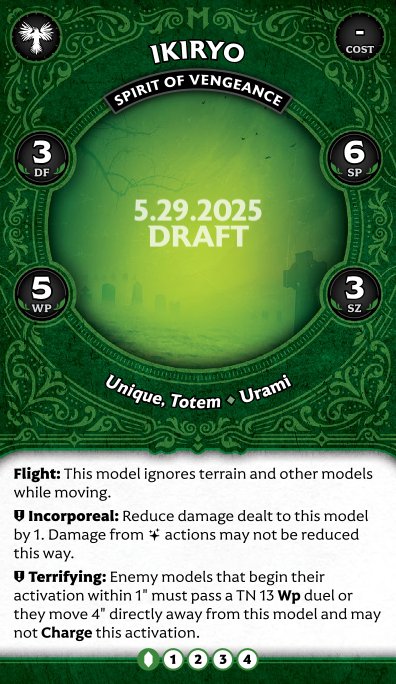 -
COST
IKIRYO
SPIRIT OF VENGEANCE
3
DF
6
SP
5.29.2025
DRAFT
5
WP
3
SZ
Unique, Totem ◆ Urami
Flight: This model ignores terrain and other models
while moving.
Incorporeal: Reduce damage dealt to this model
by 1. Damage from actions may not be reduced
this way.
Terrifying: Enemy models that begin their
activation within 1" must pass a TN 13 Wp duel or
they move 4" directly away from this model and may
not Charge this activation.
1 2 3 4